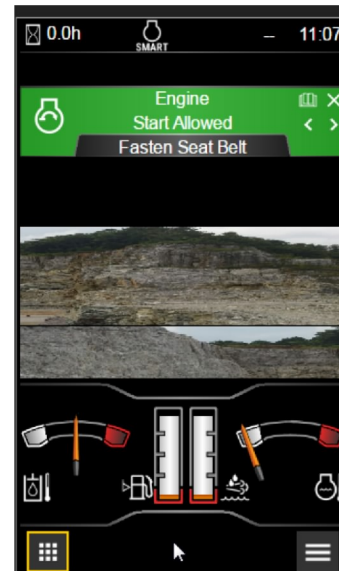 0.0h
SMART
--
11:07
Engine
Start Allowed
Fasten Seat Belt